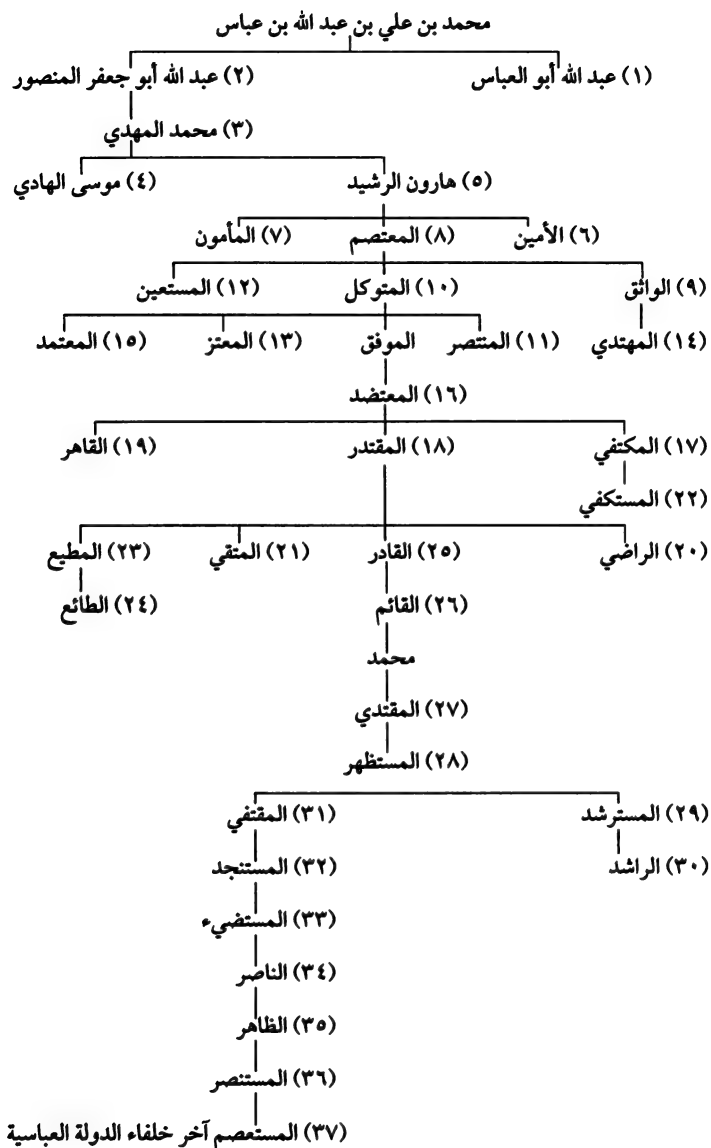 محمد بن علي بن عبد الله بن عباس
(١) عبد الله أبو العباس (٢) عبد الله أبو جعفر المنصور
(٣) محمد المهدي
(٥) هارون الرشيد (٤) موسى الهادي
(٦) الأمين (٨) المعتصم (٧) المأمون
(٩) الواثق (١٠) المتوكل (١٢) المستعين
(١٤) المهتدي (١١) المنتصر الموفق (١٣) المعتز (١٥) المعتمد
(١٦) المعتضد
(١٧) المكتفي (١٨) المقتدر (١٩) القاهر
(٢٢) المستكفي
(٢٠) الراضي (٢٥) القادر (٢١) المتقي (٢٣) المطيع
(٢٦) القائم (٢٤) الطائع
محمد
(٢٧) المقتدي
(٢٨) المستظهر
(٢٩) المسترشد (٣١) المقتفي
(٣٠) الراشد (٣٢) المستنجد
(٣٣) المستضيء
(٣٤) الناصر
(٣٥) الظاهر
(٣٦) المستنصر
(٣٧) المستعصم آخر خلفاء الدولة العباسية